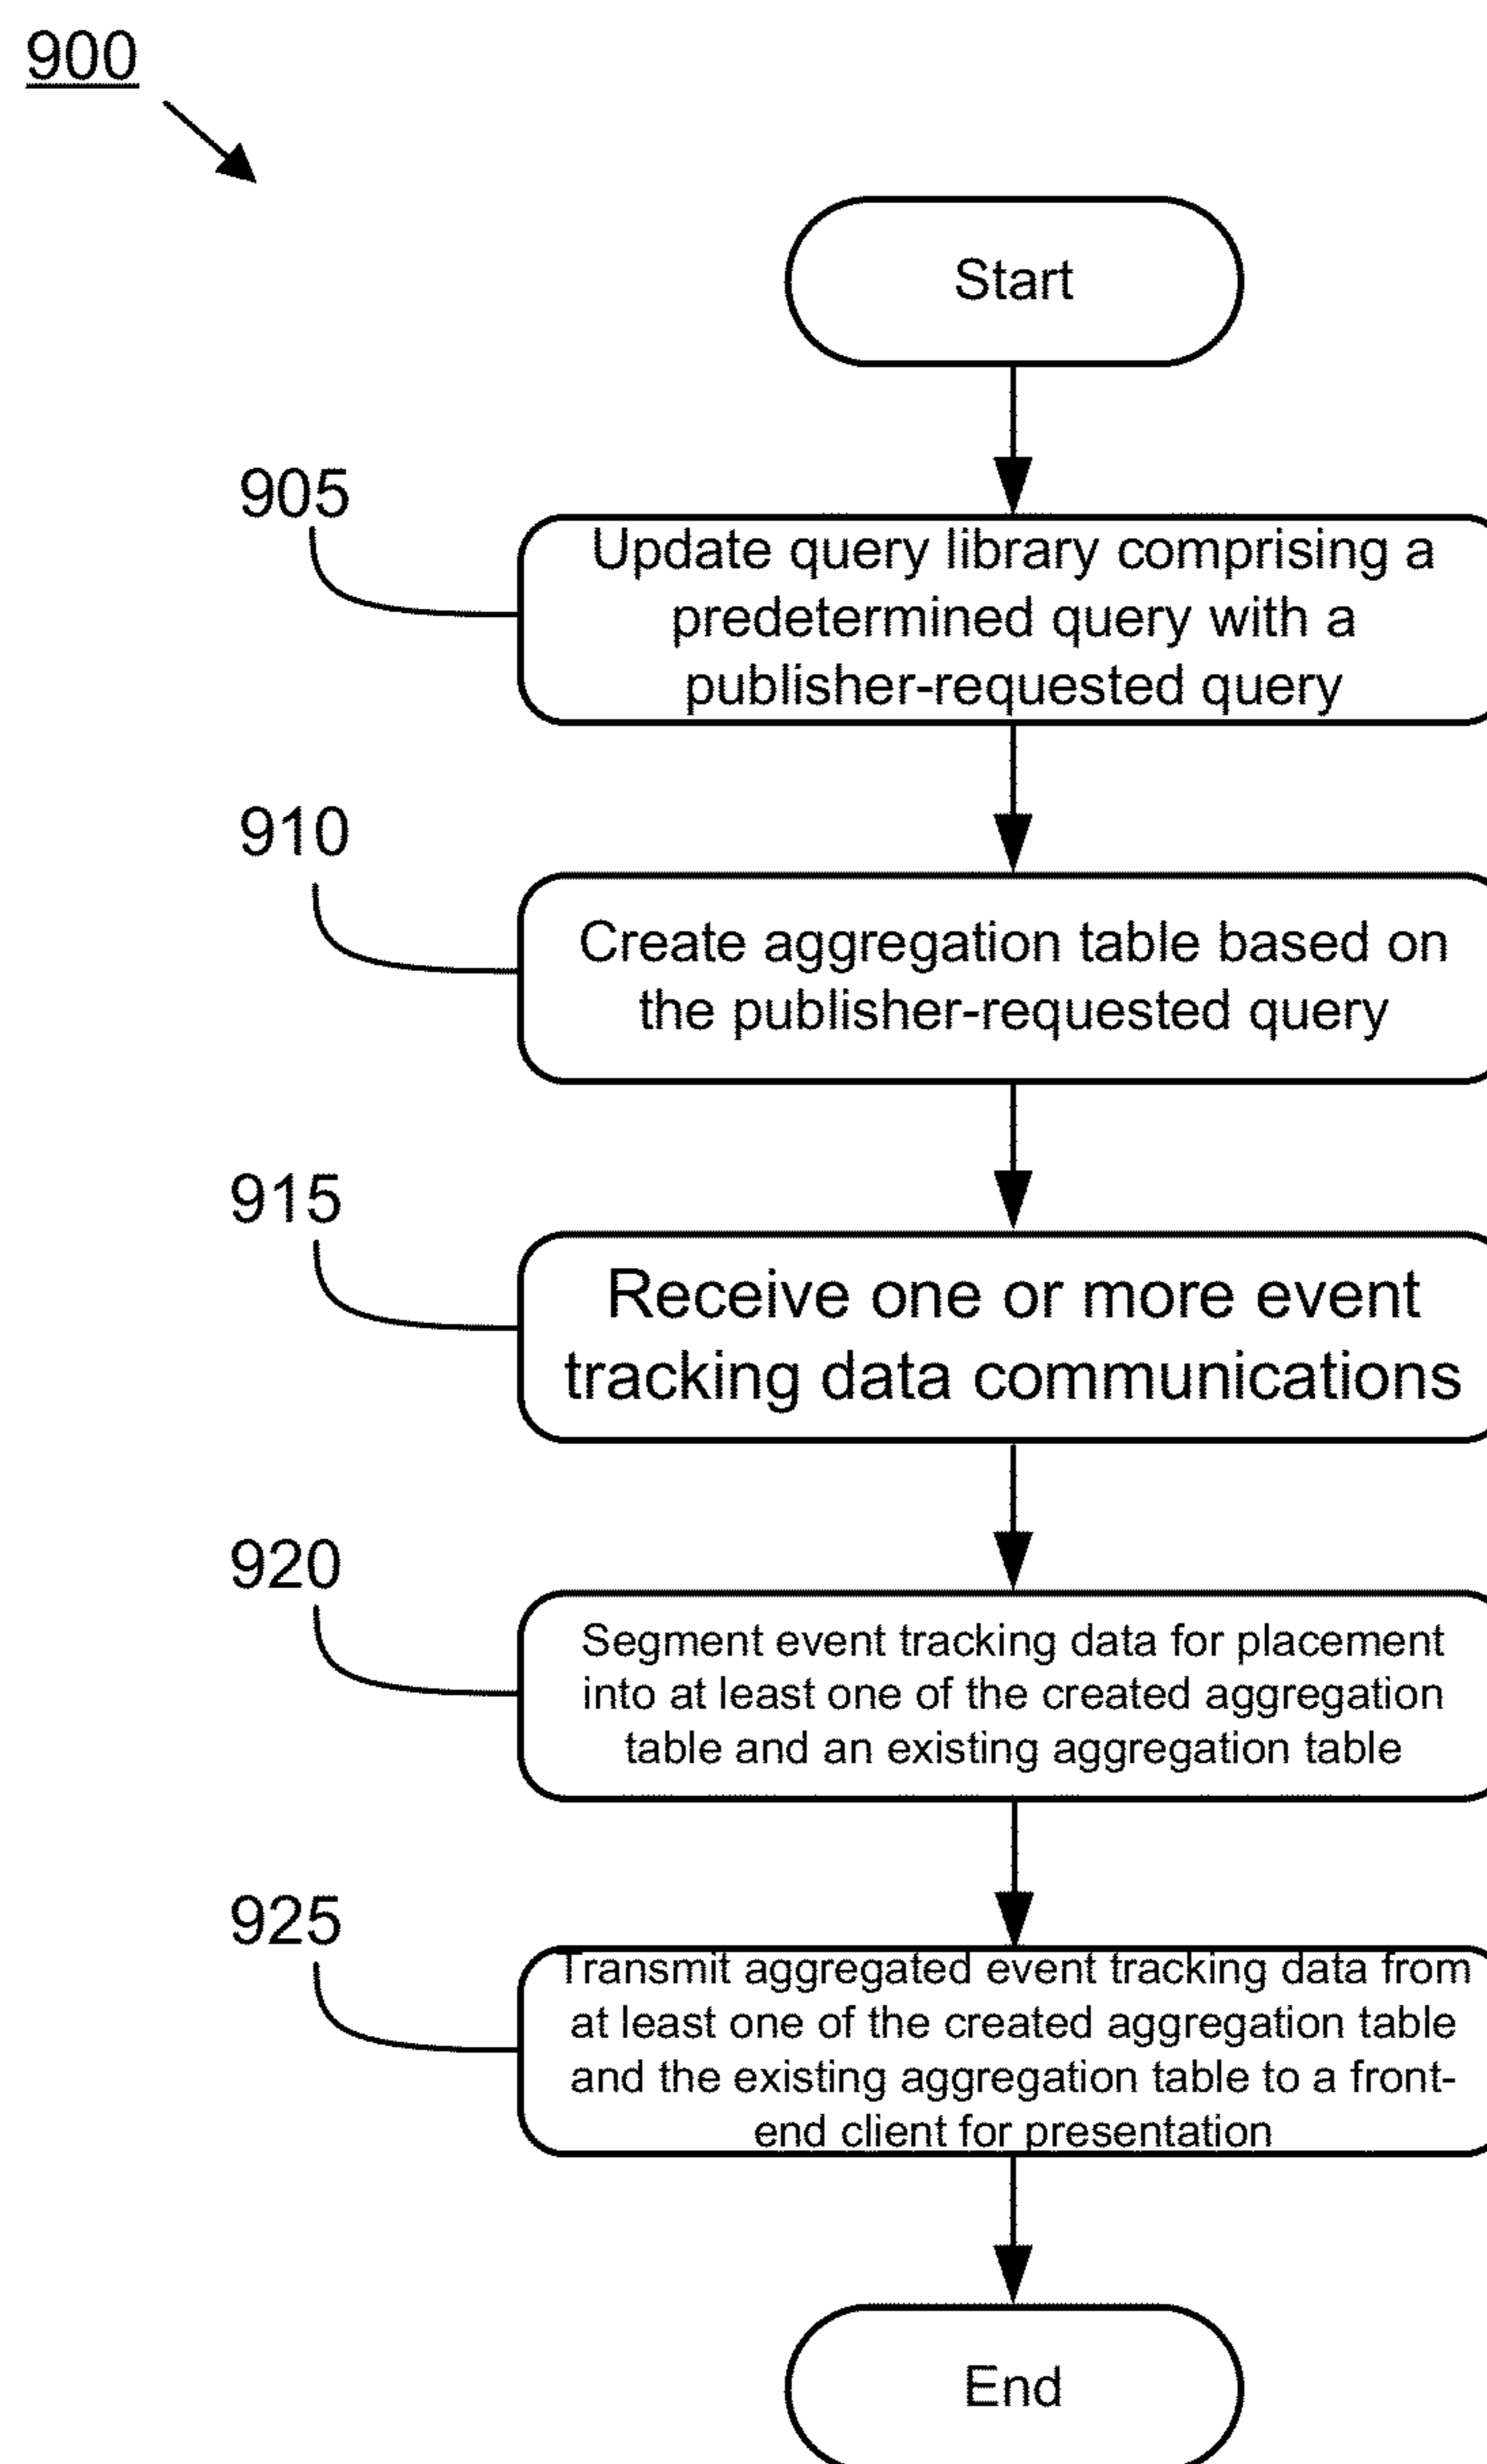 900
Start
905
Update query library comprising a
predetermined query with a
publisher-requested query
910
Create aggregation table based on
the publisher-requested query
915
Receive one or more event
tracking data communications
920
Segment event tracking data for placement
into at least one of the created aggregation
table and an existing aggregation table
925
Transmit aggregated event tracking data from
at least one of the created aggregation table
and the existing aggregation table to a front-
end client for presentation
End